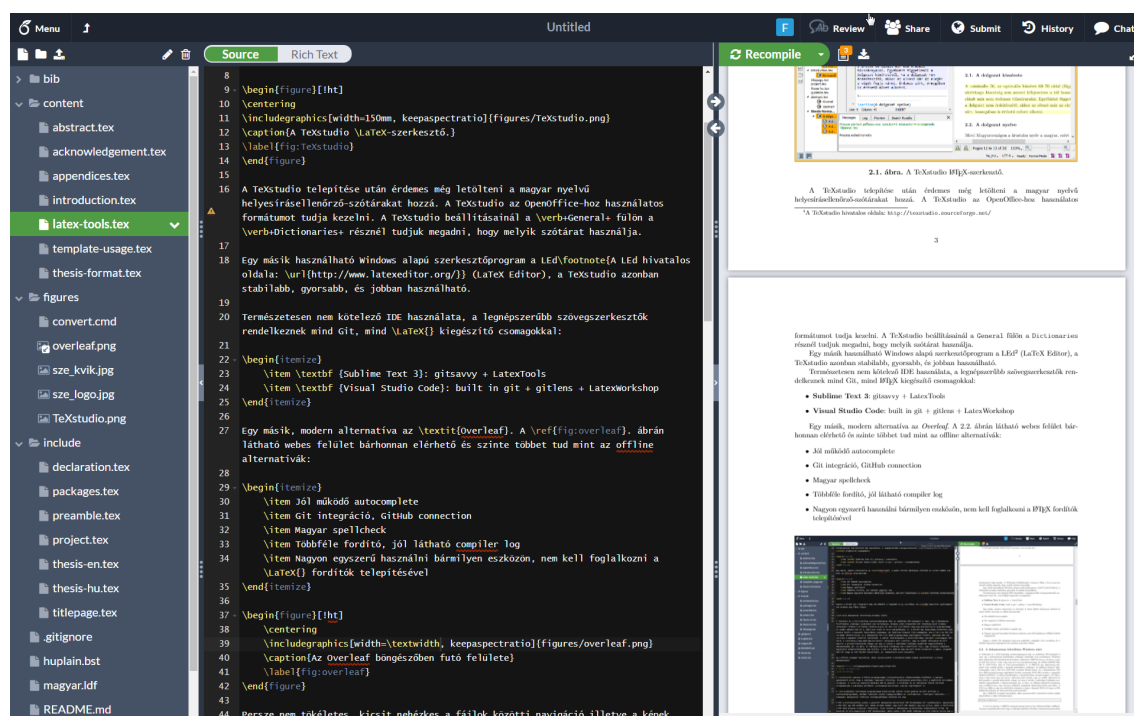 Menu
Untitled
F
Review
Share
Submit
History
Chat
Source
Rich Text
Recompile
3
bib
content
abstract.tex
acknowledgement.tex
appendices.tex
introduction.tex
latex-tools.tex
template-usage.tex
thesis-format.tex
figures
convert.cmd
overleaf.png
sze_kvik.jpg
sze_logo.jpg
TeXstudio.png
include
declaration.tex
packages.tex
preamble.tex
project.tex
thesis-en.tex
thesis-hu.tex
titlepage.tex
.gitignore
huplain.bst
magyar.ldf
README.md
8
9 \begin{figure}[!ht]
10 \centering
11 \includegraphics[width=150mm, keepaspectratio]{figures/TeXstudio.png}
12 \caption{A TeXstudio \LaTeX-szerkesztő.}
13 \label{fig:TeXstudio}
14 \end{figure}
15
16 A TeXstudio telepítése után érdemes még letölteni a magyar nyelvű
helyesírásellenőrző-szótárakat hozzá. A TeXstudio az OpenOffice-hoz használatos
formátumot tudja kezelni. A TeXstudio beállításainál a \verb+General+ fülön a
\verb+Dictionaries+ résznél tudjuk megadni, hogy melyik szótárat használja.
17
18 Egy másik használható Windows alapú szerkesztőprogram a LEd\footnote{A LEd hivatalos
oldala: \url{http://www.latexeditor.org/}} (LaTeX Editor), a TeXstudio azonban
stabilabb, gyorsabb, és jobban használható.
19
20 Természetesen nem kötelező IDE használata, a legnépszerűbb szövegszerkesztők
rendelkeznek mind Git, mind \LaTeX{} kiegészítő csomagokkal:
21
22 \begin{itemize}
23 \item \textbf {Sublime Text 3}: gitsavvy + LatexTools
24 \item \textbf {Visual Studio Code}: built in git + gitlens + LatexWorkshop
25 \end{itemize}
26
27 Egy másik, modern alternatíva az \textit{Overleaf}. A \ref{fig:overleaf}. ábrán
látható webes felület bárhonnan elérhető és szinte többet tud mint az offline
alternatívák:
28
29 \begin{itemize}
30 \item Jól működő autocomplete
31 \item Git integráció, GitHub connection
32 \item Magyar spellcheck
33 \item Többféle fordító, jól látható compiler log
34 \item Nagyon egyszerű használni bármilyen eszközön, nem kell foglalkozni a
\LaTeX{} fordítók telepítésével
35 \end{itemize}
36
37 \begin{figure}[!ht]
38 \centering
39 \includegraphics[width=\textwidth, keepaspectratio]{figures/overleaf.png}
40 \caption{Az Overleaf böngészőben futó felülete}
41 \label{fig:overleaf}
42 \end{figure}
43
2.1. A dolgozat kinézete
2.2. A dolgozat nyelve
2.1. ábra. A TeXstudio LATEX-szerkesztő.
A TeXstudio telepítése után érdemes még letölteni a magyar nyelvű
helyesírásellenőrző-szótárakat hozzá. A TeXstudio az OpenOffice-hoz használatos
1A TeXstudio hivatalos oldala: http://texstudio.sourceforge.net/
3
formátumot tudja kezelni. A TeXstudio beállításainál a General fülön a Dictionaries
résznél tudjuk megadni, hogy melyik szótárat használja.
Egy másik használható Windows alapú szerkesztőprogram a LEd2 (LaTeX Editor), a
TeXstudio azonban stabilabb, gyorsabb, és jobban használható.
Természetesen nem kötelező IDE használata, a legnépszerűbb szövegszerkesztők ren-
delkeznek mind Git, mind LATEX kiegészítő csomagokkal:
• Sublime Text 3: gitsavvy + LatexTools
• Visual Studio Code: built in git + gitlens + LatexWorkshop
Egy másik, modern alternatíva az Overleaf. A 2.2. ábrán látható webes felület bár-
honnan elérhető és szinte többet tud mint az offline alternatívák:
• Jól működő autocomplete
• Git integráció, GitHub connection
• Magyar spellcheck
• Többféle fordító, jól látható compiler log
• Nagyon egyszerű használni bármilyen eszközön, nem kell foglalkozni a LATEX fordítók
telepítésével